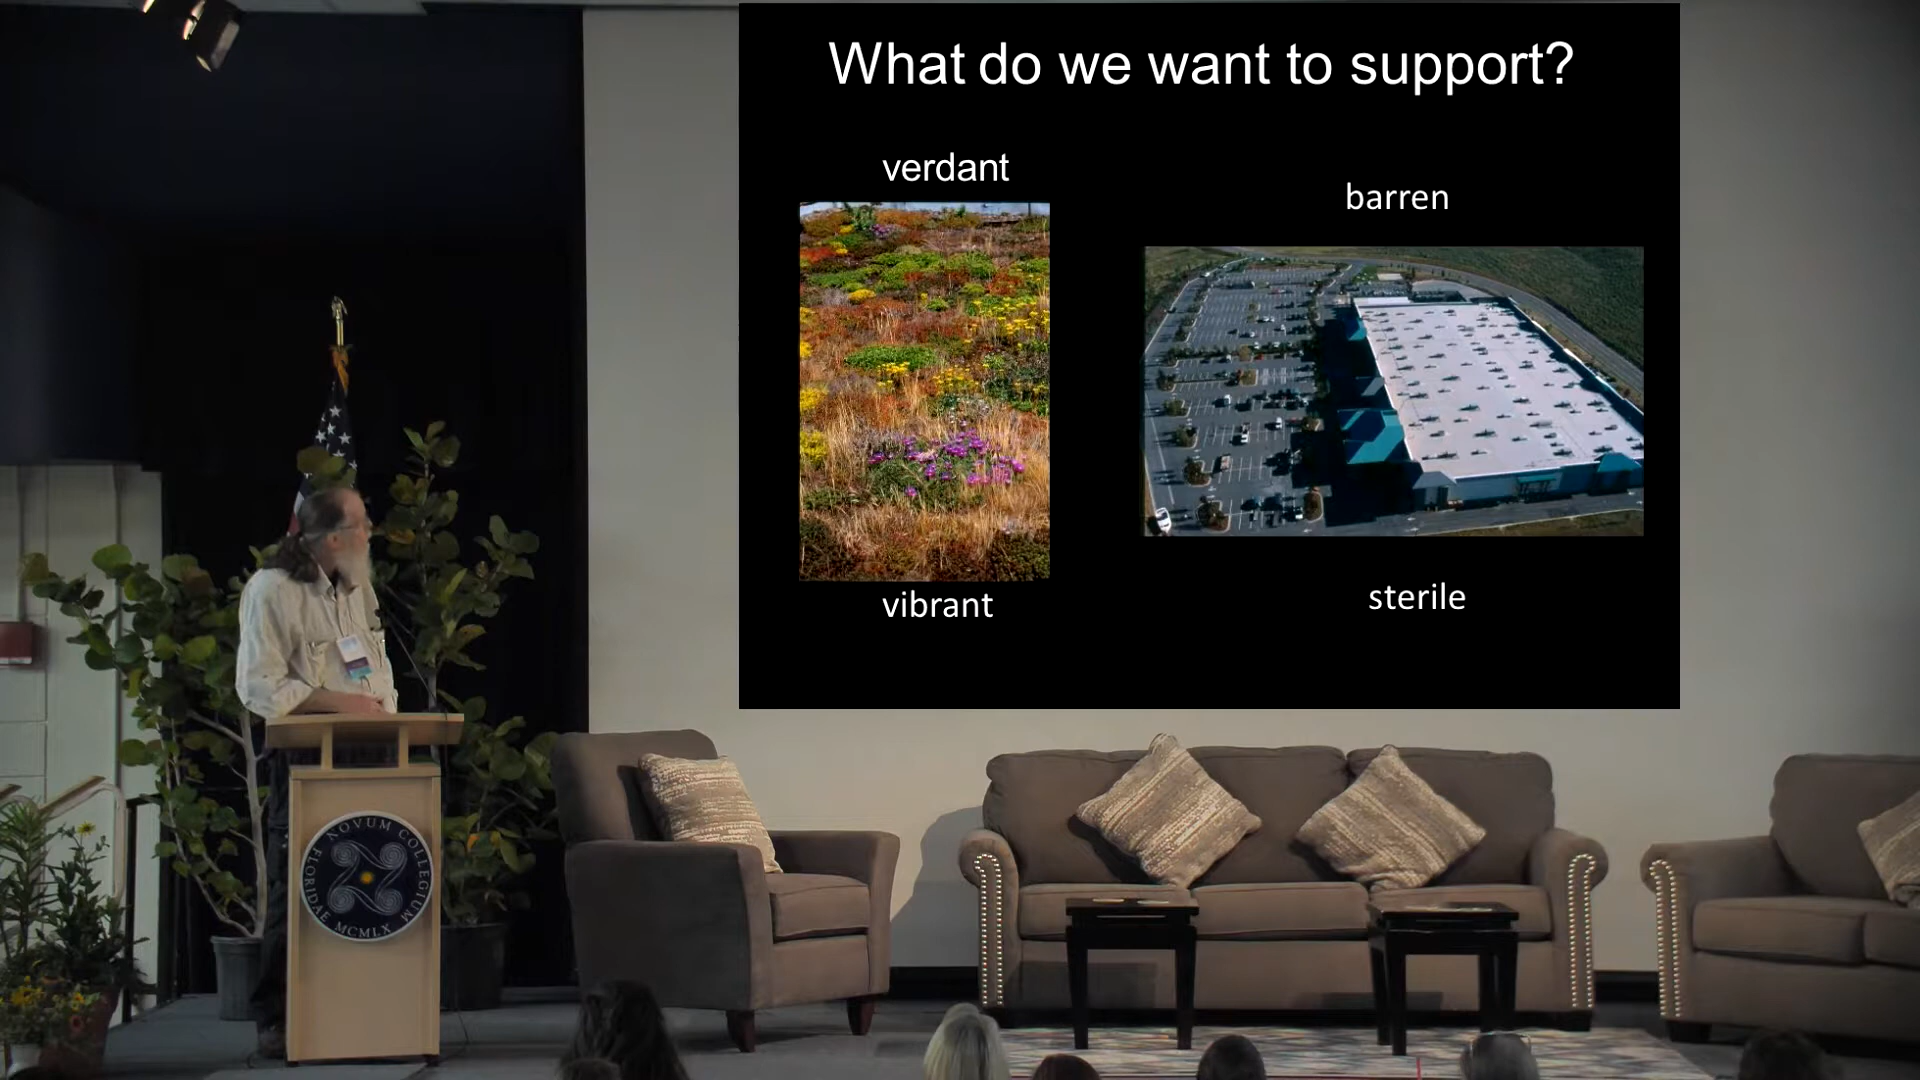 What do we want to support?
verdant
barren
vibrant
sterile
NOVUM COLLEGIUM
FLORIDAE
MCMLX